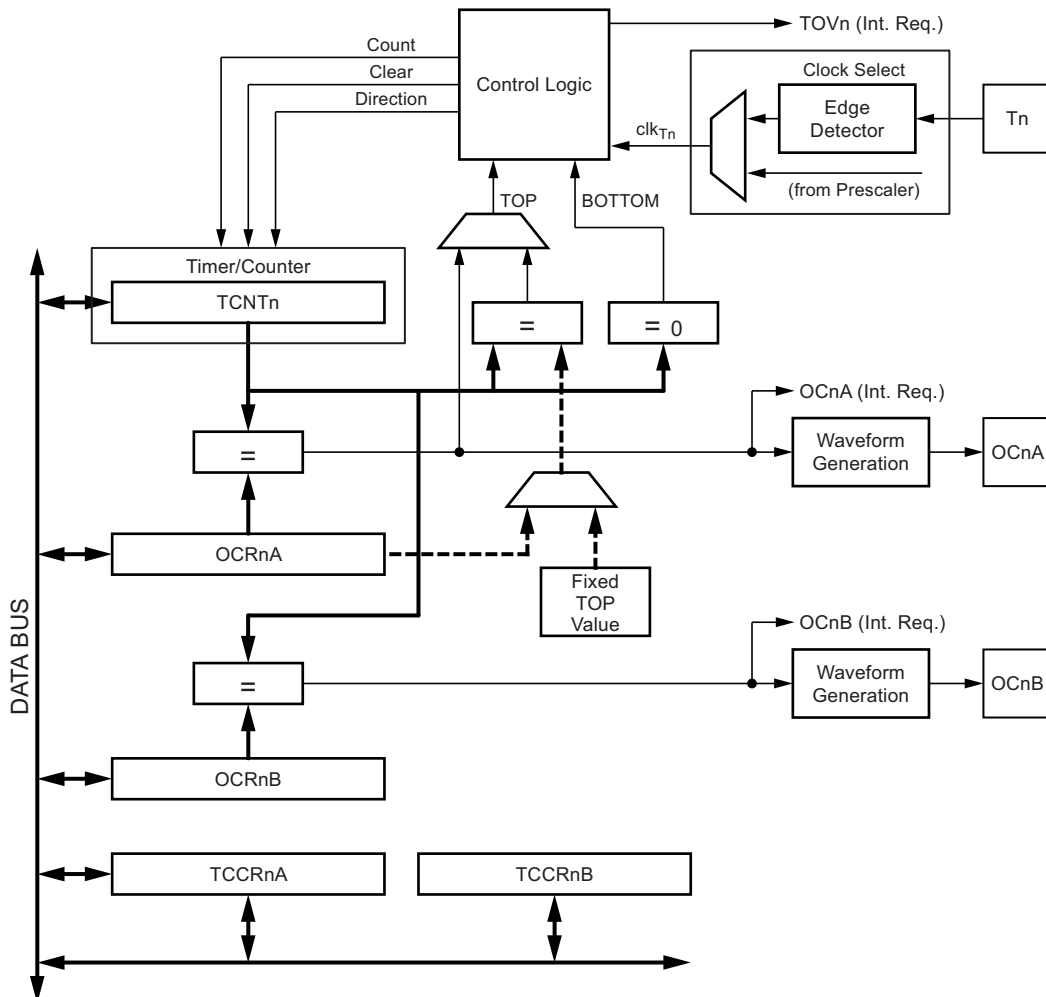 TOVn (Int. Req.)
Count
Clear
Direction
Control Logic
Clock Select
Edge
Detector
Tn
clkTn
(from Prescaler)
TOP
BOTTOM
Timer/Counter
TCNTn
=
= 0
OCnA (Int. Req.)
=
Waveform
Generation
OCnA
OCRnA
Fixed
TOP
Value
DATA BUS
OCnB (Int. Req.)
=
Waveform
Generation
OCnB
OCRnB
TCCRnA
TCCRnB